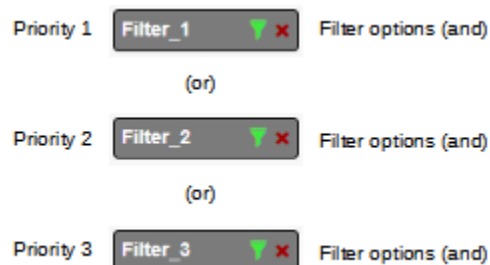 Priority 1 Filter_1 Filter options (and)
(or)
Priority 2 Filter_2 Filter options (and)
(or)
Priority 3 Filter_3 Filter options (and)